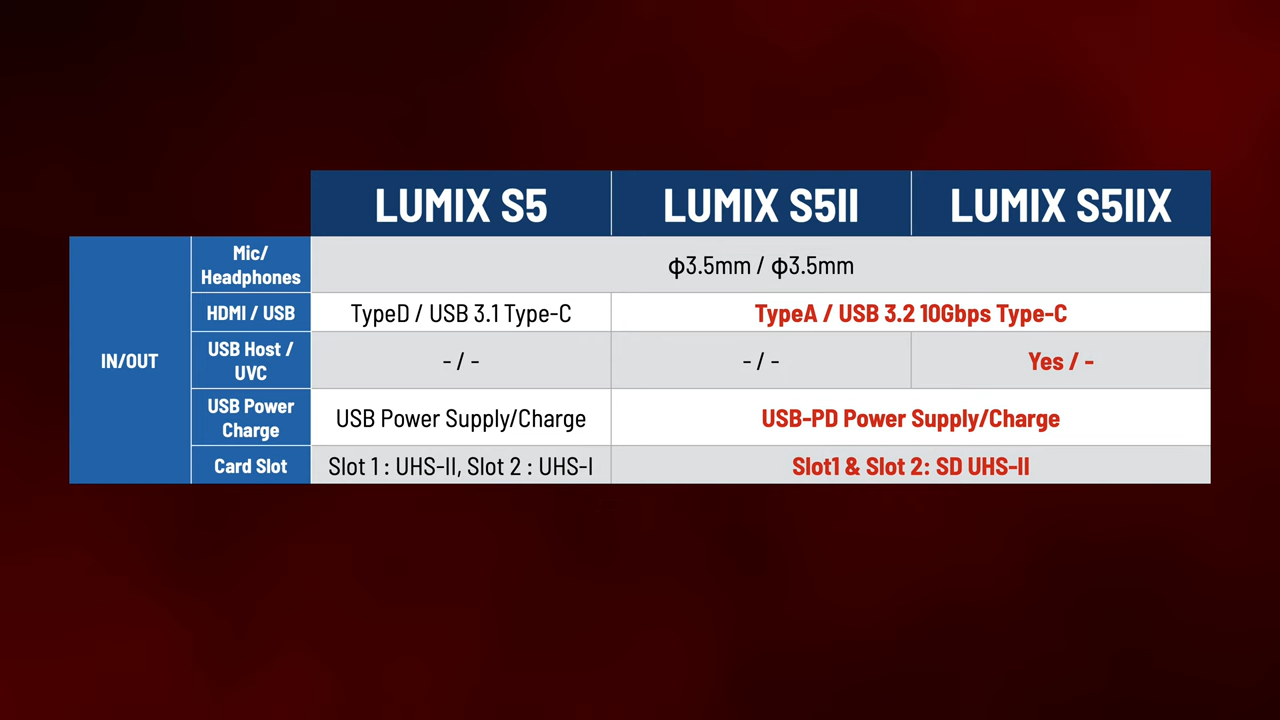 LUMIX S5 LUMIX S5II LUMIX S5IIX
IN/OUT
Mic/
Headphones
ф3.5mm / ф3.5mm
HDMI / USB
TypeD / USB 3.1 Type-C
TypeA / USB 3.2 10Gbps Type-C
USB Host /
UVC
- / -
- / -
Yes / -
USB Power
Charge
USB Power Supply/Charge
USB-PD Power Supply/Charge
Card Slot
Slot 1 : UHS-II, Slot 2 : UHS-I
Slot1 & Slot 2: SD UHS-II